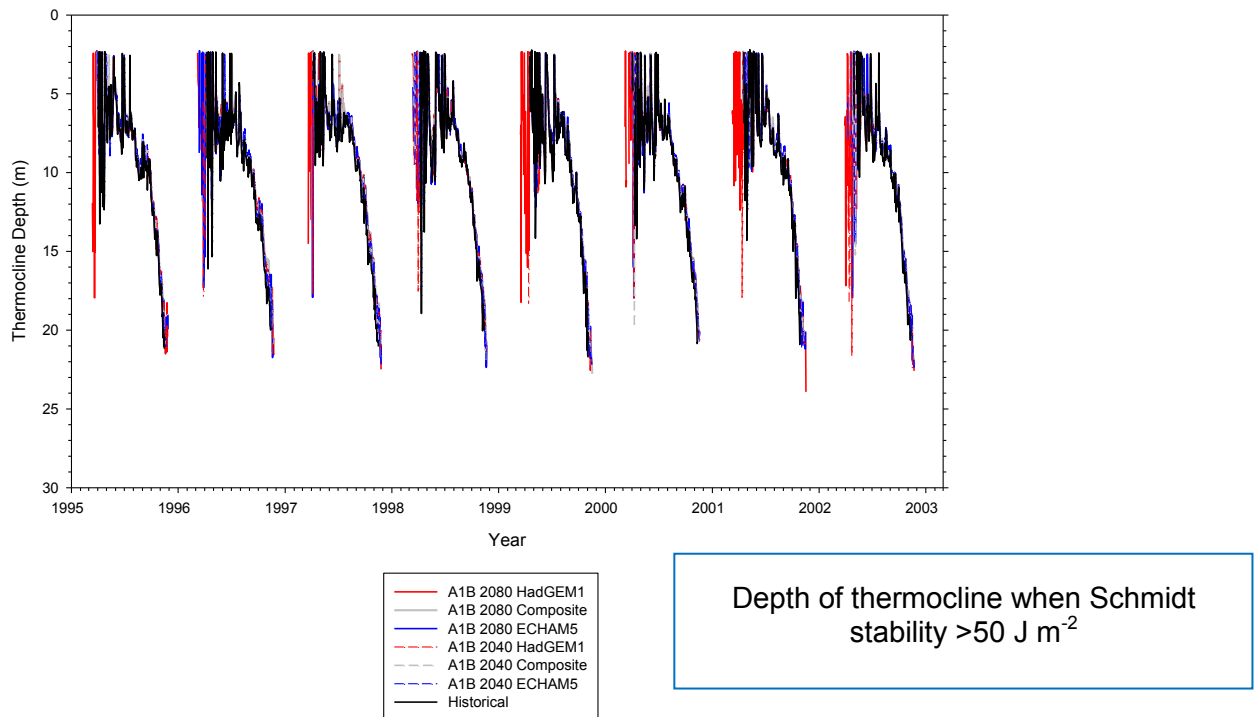 0
5
10
15
20
25
30
Thermocline Depth (m)
1995 1996 1997 1998 1999 2000 2001 2002 2003
Year
A1B 2080 HadGEM1
A1B 2080 Composite
A1B 2080 ECHAM5
A1B 2040 HadGEM1
A1B 2040 Composite
A1B 2040 ECHAM5
Historical
Depth of thermocline when Schmidt
stability >50 J m⁻²